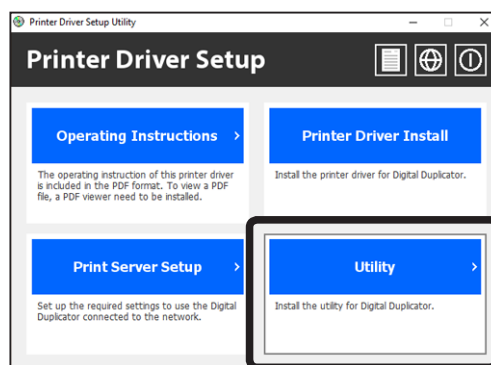 Printer Driver Setup Utility
Printer Driver Setup
Operating Instructions
The operating instruction of this printer driver
is included in the PDF format. To view a PDF
file, a PDF viewer need to be installed.
Printer Driver Install
Install the printer driver for Digital Duplicator.
Print Server Setup
Set up the required settings to use the Digital
Duplicator connected to the network.
Utility
Install the utility for Digital Duplicator.